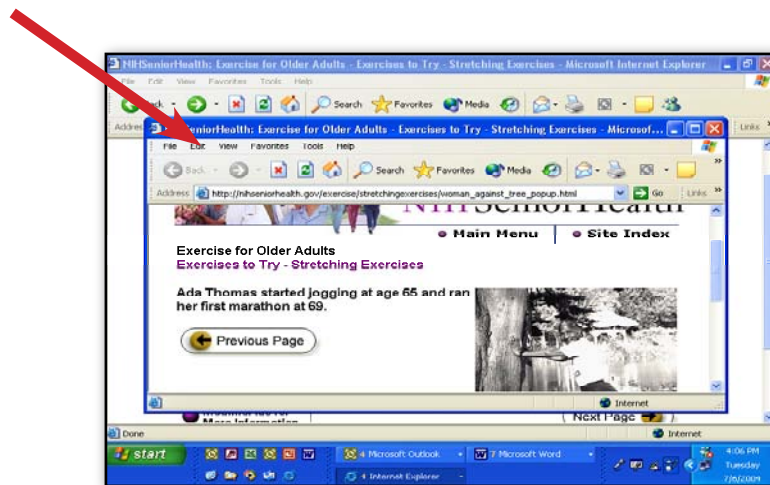 NIHSeniorHealth: Exercise for Older Adults - Exercises to Try - Stretching Exercises - Microsoft Internet Explorer
File Edit View Favorites Tools Help
Search Favorites Media
Address Links
Exercise for Older Adults - Exercises to Try - Stretching Exercises - Microsof...
File Edit View Favorites Tools Help
Back Search Favorites Media
Address http://nihseniorhealth.gov/exercise/stretchingexercises/woman_against_tree_popup.html Go Links
NIHSeniorHealth
Main Menu Site Index
Exercise for Older Adults
Exercises to Try - Stretching Exercises
Ada Thomas started jogging at age 65 and ran
her first marathon at 69.
Previous Page
Internet
More Information Next Page
Done Internet
start 4 Microsoft Outlook 7 Microsoft Word 4:06 PM
4 Internet Explorer Tuesday
7/6/2004